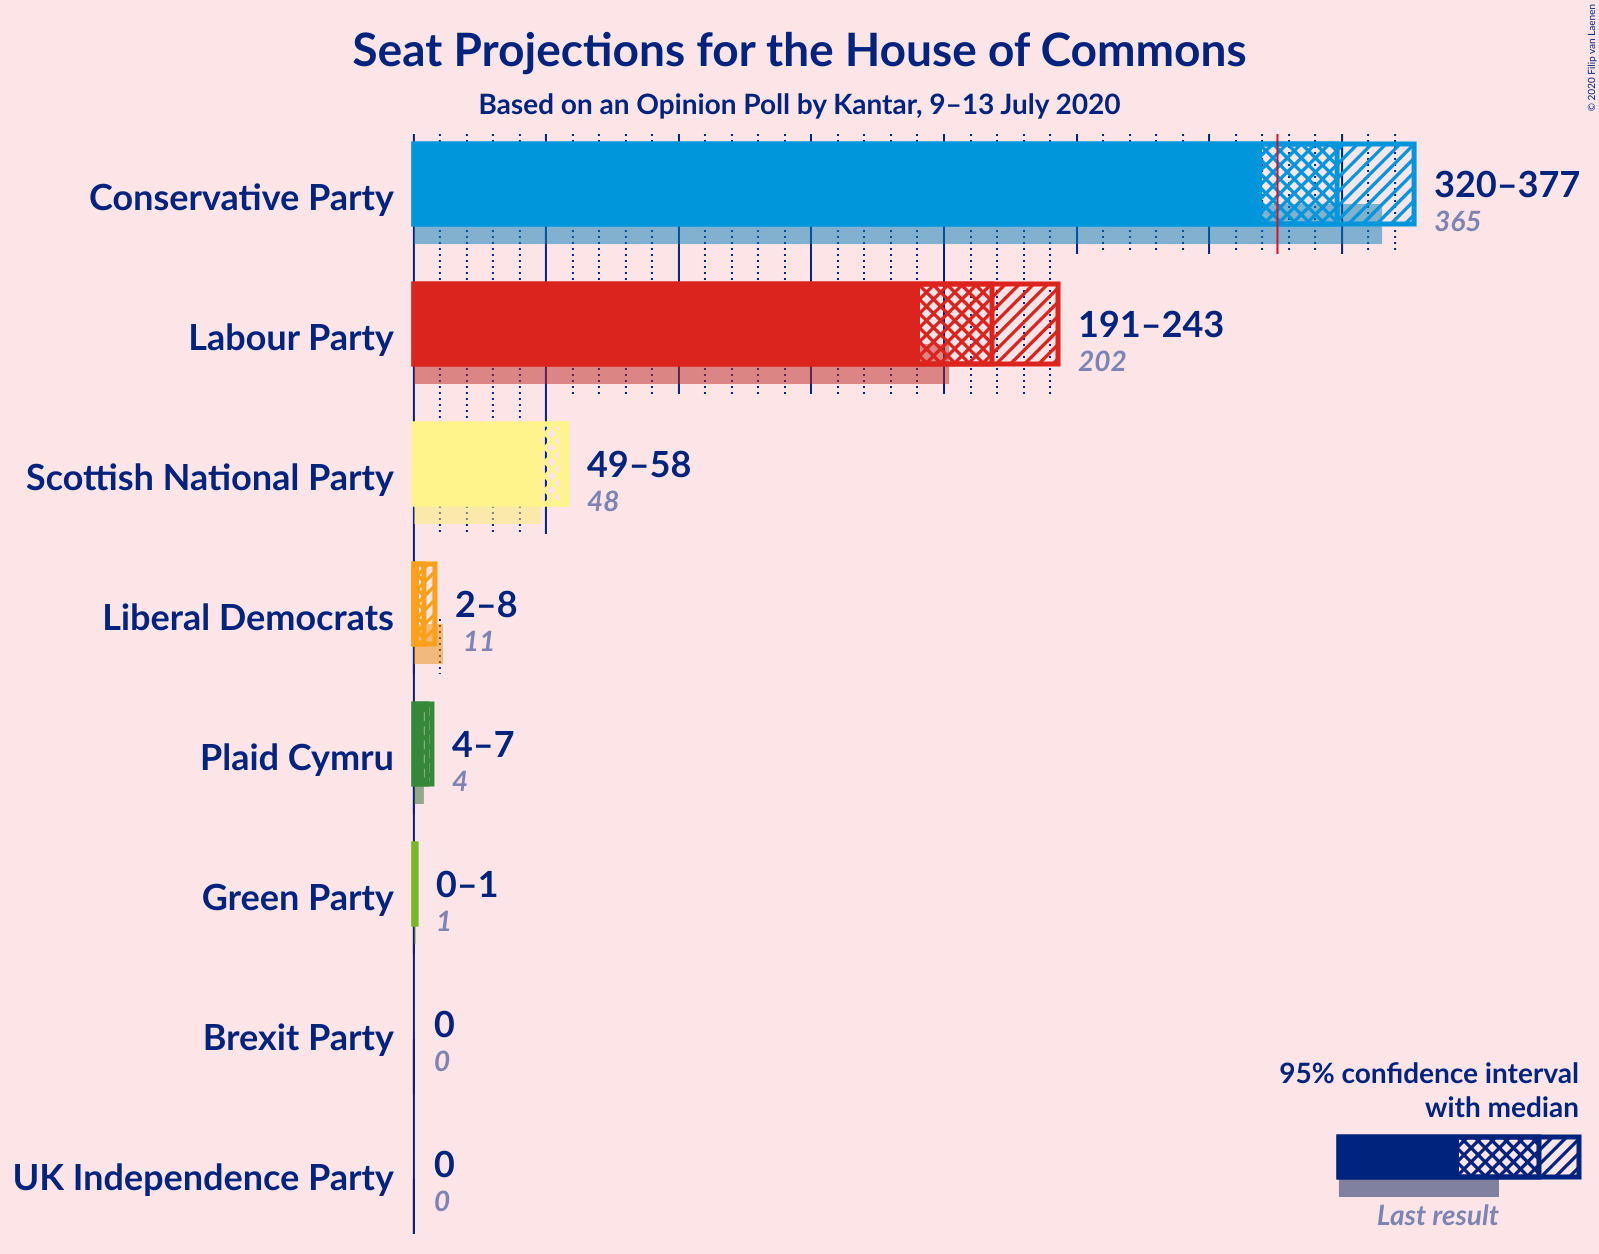 Seat Projections for the House of Commons
Based on an Opinion Poll by Kantar, 9–13 July 2020
© 2020 Filip van Laenen
Conservative Party
320–377
365
Labour Party
191–243
202
Scottish National Party
49–58
48
Liberal Democrats
2–8
11
Plaid Cymru
4–7
4
Green Party
0–1
1
Brexit Party
0
0
UK Independence Party
0
0
95% confidence interval
with median
Last result